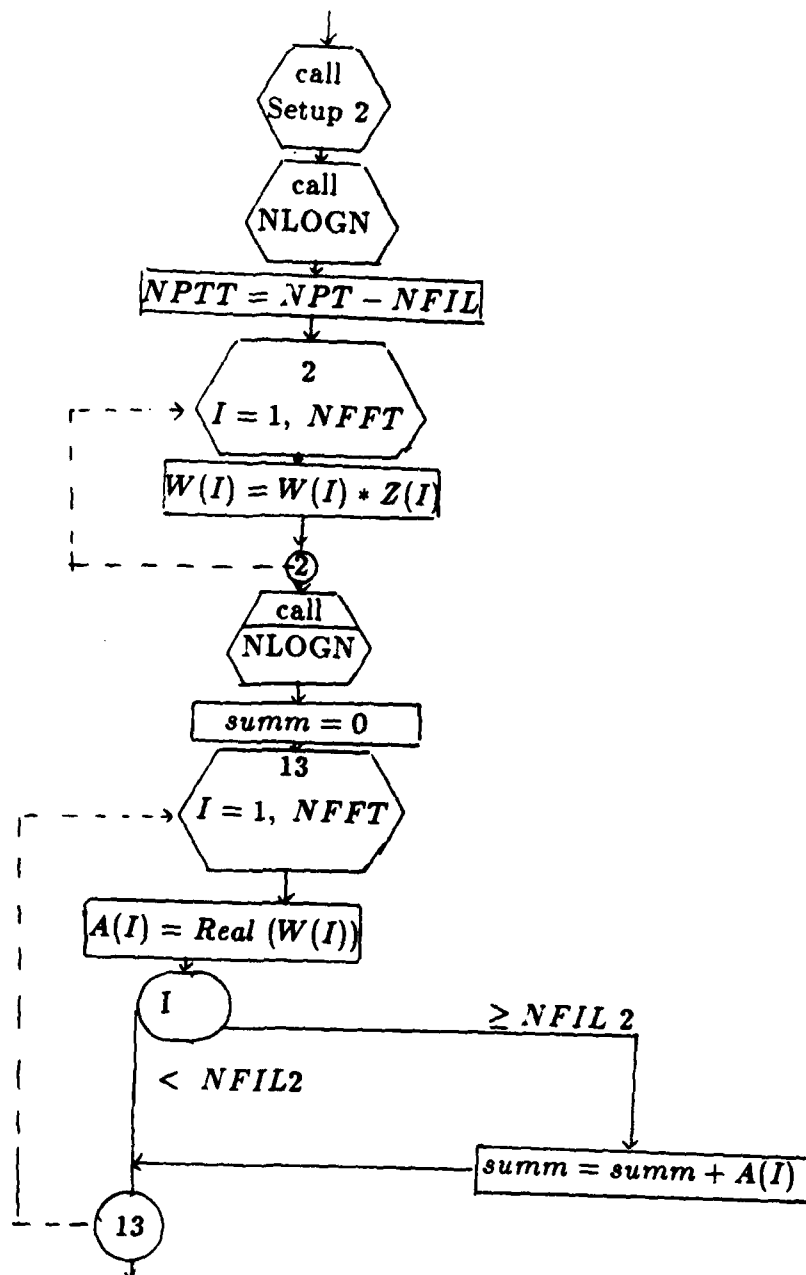 call
Setup 2
call
NLOGN
NPTT = NPT − NFIL
2
I = 1, NFFT
W(I) = W(I) * Z(I)
2
call
NLOGN
summ = 0
13
I = 1, NFFT
A(I) = Real (W(I))
I
≥ NFIL 2
< NFIL2
summ = summ + A(I)
13